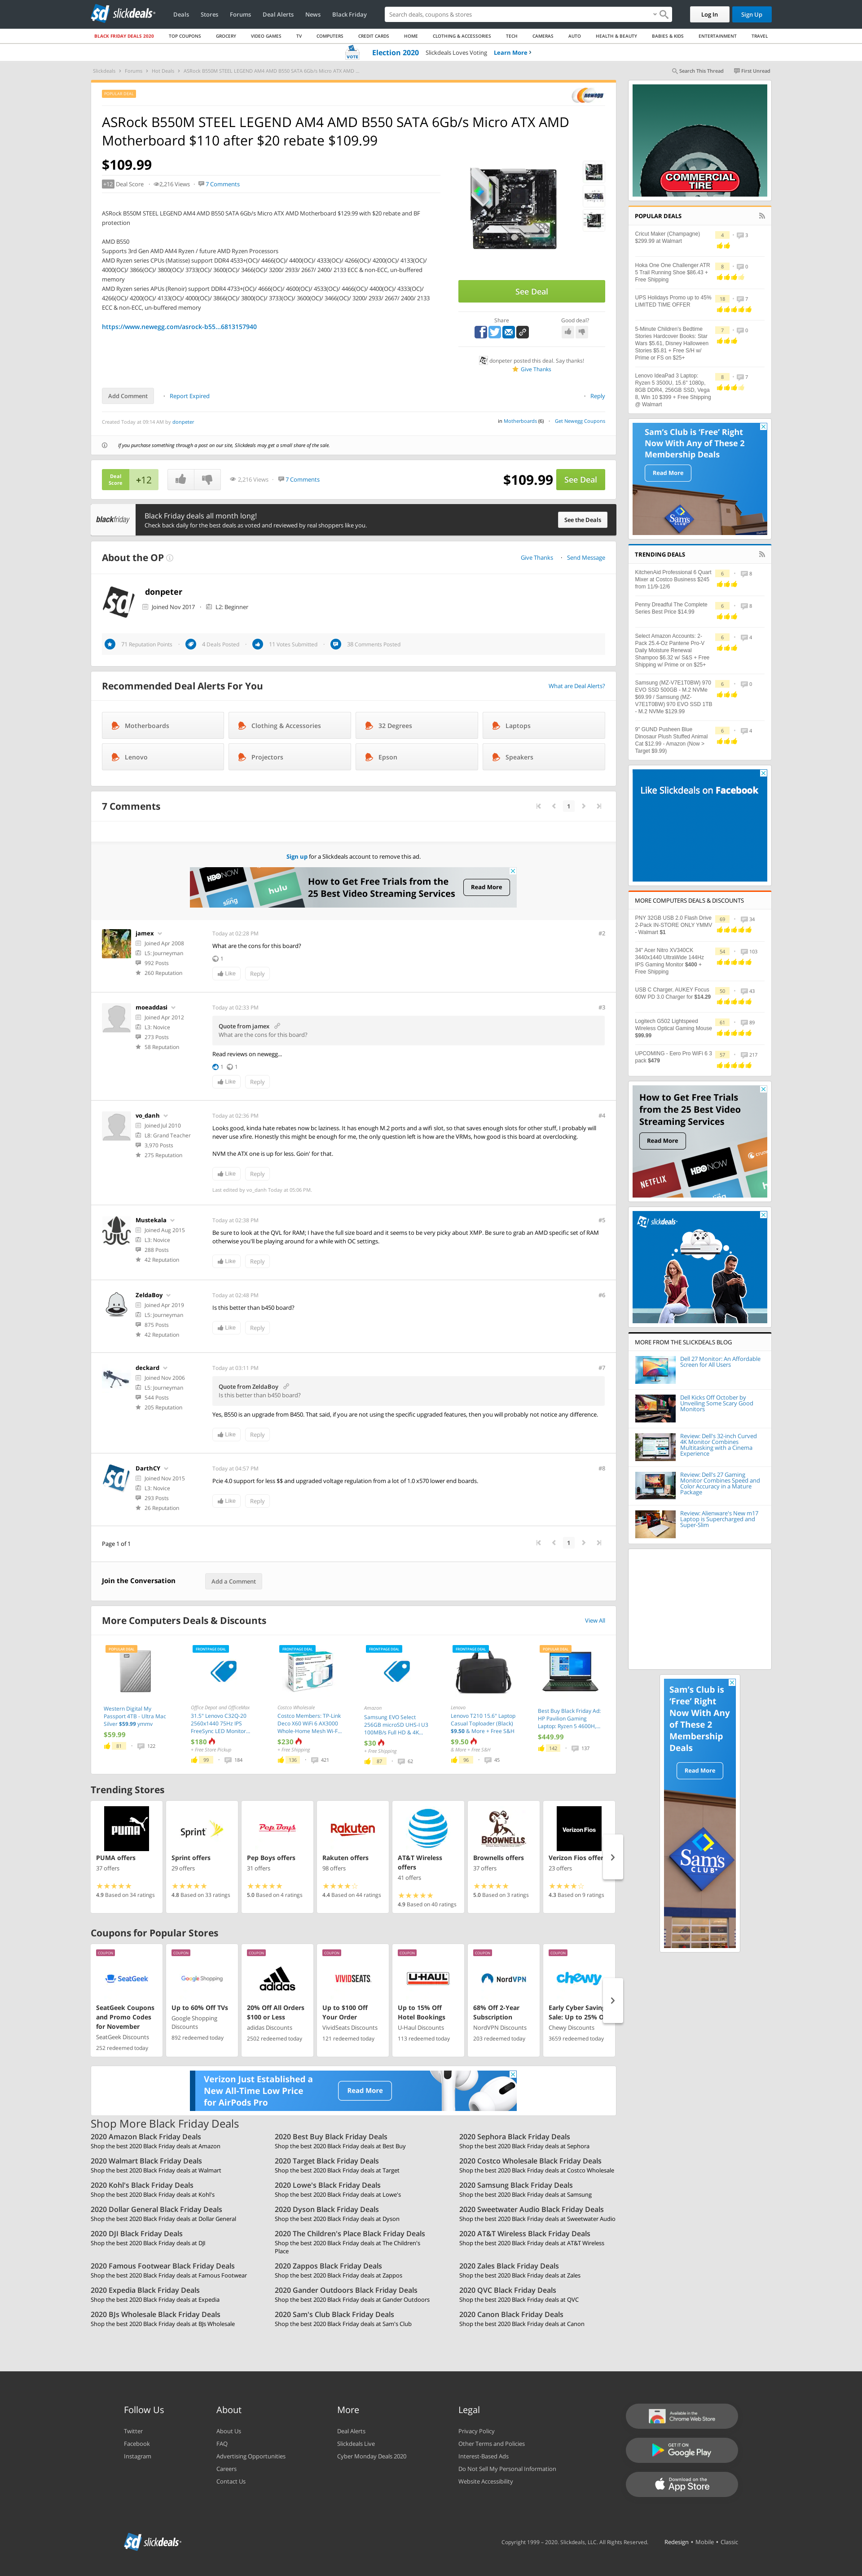 slickdeals
Deals Stores Forums Deal Alerts News Black Friday
Search deals, coupons & stores
Log In Sign Up
BLACK FRIDAY DEALS 2020 TOP COUPONS GROCERY VIDEO GAMES TV COMPUTERS CREDIT CARDS HOME CLOTHING & ACCESSORIES TECH CAMERAS AUTO HEALTH & BEAUTY BABIES & KIDS ENTERTAINMENT TRAVEL
VOTE Election 2020 Slickdeals Loves Voting Learn More
Slickdeals Forums Hot Deals ASRock B550M STEEL LEGEND AM4 AMD B550 SATA 6Gb/s Micro ATX AMD ...
Search This Thread First Unread
POPULAR DEAL
newegg
ASRock B550M STEEL LEGEND AM4 AMD B550 SATA 6Gb/s Micro ATX AMD
Motherboard $110 after $20 rebate $109.99
$109.99
+12 Deal Score 2,216 Views 7 Comments
ASRock B550M STEEL LEGEND AM4 AMD B550 SATA 6Gb/s Micro ATX AMD Motherboard $129.99 with $20 rebate and BF
protection
AMD B550
Supports 3rd Gen AMD AM4 Ryzen / future AMD Ryzen Processors
AMD Ryzen series CPUs (Matisse) support DDR4 4533+(OC)/ 4466(OC)/ 4400(OC)/ 4333(OC)/ 4266(OC)/ 4200(OC)/ 4133(OC)/
4000(OC)/ 3866(OC)/ 3800(OC)/ 3733(OC)/ 3600(OC)/ 3466(OC)/ 3200/ 2933/ 2667/ 2400/ 2133 ECC & non-ECC, un-buffered
memory
AMD Ryzen series APUs (Renoir) support DDR4 4733+(OC)/ 4666(OC)/ 4600(OC)/ 4533(OC)/ 4466(OC)/ 4400(OC)/ 4333(OC)/
4266(OC)/ 4200(OC)/ 4133(OC)/ 4000(OC)/ 3866(OC)/ 3800(OC)/ 3733(OC)/ 3600(OC)/ 3466(OC)/ 3200/ 2933/ 2667/ 2400/ 2133
ECC & non-ECC, un-buffered memory
https://www.newegg.com/asrock-b55...6813157940
See Deal
Share Good deal?
donpeter posted this deal. Say thanks!
Give Thanks
Add Comment Report Expired Reply
Created Today at 09:14 AM by donpeter in Motherboards (6) Get Newegg Coupons
If you purchase something through a post on our site, Slickdeals may get a small share of the sale.
Deal Score +12 2,216 Views 7 Comments $109.99 See Deal
blackfriday
Black Friday deals all month long!
Check back daily for the best deals as voted and reviewed by real shoppers like you.
See the Deals
About the OP Give Thanks Send Message
donpeter
Joined Nov 2017 L2: Beginner
71 Reputation Points 4 Deals Posted 11 Votes Submitted 38 Comments Posted
Recommended Deal Alerts For You What are Deal Alerts?
Motherboards Clothing & Accessories 32 Degrees Laptops
Lenovo Projectors Epson Speakers
7 Comments 1
Sign up for a Slickdeals account to remove this ad.
HBO NOW hulu How to Get Free Trials from the
25 Best Video Streaming Services Read More
jamex Today at 02:28 PM #2
Joined Apr 2008
L5: Journeyman
992 Posts
260 Reputation
What are the cons for this board?
1
Like Reply
moeaddasi Today at 02:33 PM #3
Joined Apr 2012
L3: Novice
273 Posts
58 Reputation
Quote from jamex
What are the cons for this board?
Read reviews on newegg...
1 1
Like Reply
vo_danh Today at 02:36 PM #4
Joined Jul 2010
L8: Grand Teacher
3,970 Posts
275 Reputation
Looks good, kinda hate rebates now bc laziness. It has enough M.2 ports and a wifi slot, so that saves enough slots for other stuff, I probably will
never use xfire. Honestly this might be enough for me, the only question left is how are the VRMs, how good is this board at overclocking.
NVM the ATX one is up for less. Goin' for that.
Like Reply
Last edited by vo_danh Today at 05:06 PM.
Mustekala Today at 02:38 PM #5
Joined Aug 2015
L3: Novice
288 Posts
42 Reputation
Be sure to look at the QVL for RAM; I have the full size board and it seems to be very picky about XMP. Be sure to grab an AMD specific set of RAM
otherwise you'll be playing around for a while with OC settings.
Like Reply
ZeldaBoy Today at 02:48 PM #6
Joined Apr 2019
L5: Journeyman
875 Posts
42 Reputation
Is this better than b450 board?
Like Reply
deckard Today at 03:11 PM #7
Joined Nov 2006
L5: Journeyman
544 Posts
205 Reputation
Quote from ZeldaBoy
Is this better than b450 board?
Yes, B550 is an upgrade from B450. That said, if you are not using the specific upgraded features, then you will probably not notice any difference.
Like Reply
DarthCY Today at 04:57 PM #8
Joined Nov 2015
L3: Novice
293 Posts
26 Reputation
Pcie 4.0 support for less $$ and upgraded voltage regulation from a lot of 1.0 x570 lower end boards.
Like Reply
Page 1 of 1 1
Join the Conversation Add a Comment
More Computers Deals & Discounts View All
POPULAR DEAL
Western Digital My
Passport 4TB - Ultra Mac
Silver $59.99 ymmv
$59.99
81 122
FRONTPAGE DEAL
Office Depot and OfficeMax
31.5" Lenovo C32Q-20
2560x1440 75Hz IPS
FreeSync LED Monitor...
$180
+ Free Store Pickup
99 184
FRONTPAGE DEAL
Costco Wholesale
Costco Members: TP-Link
Deco X60 WiFi 6 AX3000
Whole-Home Mesh Wi-F...
$230
+ Free Shipping
136 421
FRONTPAGE DEAL
Amazon
Samsung EVO Select
256GB microSD UHS-I U3
100MB/s Full HD & 4K...
$30
+ Free Shipping
87 62
FRONTPAGE DEAL
Lenovo
Lenovo T210 15.6" Laptop
Casual Toploader (Black)
$9.50 & More + Free S&H
$9.50
& More + Free S&H
96 45
POPULAR DEAL
Best Buy Black Friday Ad:
HP Pavilion Gaming
Laptop: Ryzen 5 4600H,...
$449.99
142 137
Trending Stores
PUMA
PUMA offers
37 offers
4.9 Based on 34 ratings
Sprint
Sprint offers
29 offers
4.8 Based on 33 ratings
Pep Boys
Pep Boys offers
31 offers
5.0 Based on 4 ratings
Rakuten
Rakuten offers
98 offers
4.4 Based on 44 ratings
AT&T Wireless
offers
41 offers
4.9 Based on 40 ratings
BROWNELLS
Brownells offers
37 offers
5.0 Based on 3 ratings
Verizon Fios
Verizon Fios offer
23 offers
4.3 Based on 9 ratings
Coupons for Popular Stores
COUPON
SeatGeek
SeatGeek Coupons
and Promo Codes
for November
SeatGeek Discounts
252 redeemed today
COUPON
Google Shopping
Up to 60% Off TVs
Google Shopping
Discounts
892 redeemed today
COUPON
adidas
20% Off All Orders
$100 or Less
adidas Discounts
2502 redeemed today
COUPON
VIVIDSEATS
Up to $100 Off
Your Order
VividSeats Discounts
121 redeemed today
COUPON
U-HAUL
Up to 15% Off
Hotel Bookings
U-Haul Discounts
113 redeemed today
COUPON
NordVPN
68% Off 2-Year
Subscription
NordVPN Discounts
203 redeemed today
COUPON
chewy
Early Cyber Saving
Sale: Up to 25% O
Chewy Discounts
3659 redeemed today
Verizon Just Established a
New All-Time Low Price
for AirPods Pro
Read More
Shop More Black Friday Deals
2020 Amazon Black Friday Deals
Shop the best 2020 Black Friday deals at Amazon
2020 Best Buy Black Friday Deals
Shop the best 2020 Black Friday deals at Best Buy
2020 Sephora Black Friday Deals
Shop the best 2020 Black Friday deals at Sephora
2020 Walmart Black Friday Deals
Shop the best 2020 Black Friday deals at Walmart
2020 Target Black Friday Deals
Shop the best 2020 Black Friday deals at Target
2020 Costco Wholesale Black Friday Deals
Shop the best 2020 Black Friday deals at Costco Wholesale
2020 Kohl's Black Friday Deals
Shop the best 2020 Black Friday deals at Kohl's
2020 Lowe's Black Friday Deals
Shop the best 2020 Black Friday deals at Lowe's
2020 Samsung Black Friday Deals
Shop the best 2020 Black Friday deals at Samsung
2020 Dollar General Black Friday Deals
Shop the best 2020 Black Friday deals at Dollar General
2020 Dyson Black Friday Deals
Shop the best 2020 Black Friday deals at Dyson
2020 Sweetwater Audio Black Friday Deals
Shop the best 2020 Black Friday deals at Sweetwater Audio
2020 DJI Black Friday Deals
Shop the best 2020 Black Friday deals at DJI
2020 The Children's Place Black Friday Deals
Shop the best 2020 Black Friday deals at The Children's
Place
2020 AT&T Wireless Black Friday Deals
Shop the best 2020 Black Friday deals at AT&T Wireless
2020 Famous Footwear Black Friday Deals
Shop the best 2020 Black Friday deals at Famous Footwear
2020 Zappos Black Friday Deals
Shop the best 2020 Black Friday deals at Zappos
2020 Zales Black Friday Deals
Shop the best 2020 Black Friday deals at Zales
2020 Expedia Black Friday Deals
Shop the best 2020 Black Friday deals at Expedia
2020 Gander Outdoors Black Friday Deals
Shop the best 2020 Black Friday deals at Gander Outdoors
2020 QVC Black Friday Deals
Shop the best 2020 Black Friday deals at QVC
2020 BJs Wholesale Black Friday Deals
Shop the best 2020 Black Friday deals at BJs Wholesale
2020 Sam's Club Black Friday Deals
Shop the best 2020 Black Friday deals at Sam's Club
2020 Canon Black Friday Deals
Shop the best 2020 Black Friday deals at Canon
COMMERCIAL
TIRE
POPULAR DEALS
Cricut Maker (Champagne)
$299.99 at Walmart
4 3
Hoka One One Challenger ATR
5 Trail Running Shoe $86.43 +
Free Shipping
8 0
UPS Holidays Promo up to 45%
LIMITED TIME OFFER
18 7
5-Minute Children's Bedtime
Stories Hardcover Books: Star
Wars $5.61, Disney Halloween
Stories $5.81 + Free S/H w/
Prime or FS on $25+
7 0
Lenovo IdeaPad 3 Laptop:
Ryzen 5 3500U, 15.6" 1080p,
8GB DDR4, 256GB SSD, Vega
8, Win 10 $399 + Free Shipping
@ Walmart
8 7
Sam's Club is 'Free' Right
Now With Any of These 2
Membership Deals
Read More
Sam's
TRENDING DEALS
KitchenAid Professional 6 Quart
Mixer at Costco Business $245
from 11/9-12/6
6 8
Penny Dreadful The Complete
Series Best Price $14.99
6 8
Select Amazon Accounts: 2-
Pack 25.4-Oz Pantene Pro-V
Daily Moisture Renewal
Shampoo $6.32 w/ S&S + Free
Shipping w/ Prime or on $25+
6 4
Samsung (MZ-V7E1T0BW) 970
EVO SSD 500GB - M.2 NVMe
$69.99 / Samsung (MZ-
V7E1T0BW) 970 EVO SSD 1TB
- M.2 NVMe $129.99
6 0
9" GUND Pusheen Blue
Dinosaur Plush Stuffed Animal
Cat $12.99 - Amazon (Now >
Target $9.99)
6 4
Like Slickdeals on Facebook
MORE COMPUTERS DEALS & DISCOUNTS
PNY 32GB USB 2.0 Flash Drive
2-Pack IN-STORE ONLY YMMV
- Walmart $1
69 34
34" Acer Nitro XV340CK
3440x1440 UltraWide 144Hz
IPS Gaming Monitor $400 +
Free Shipping
54 103
USB C Charger, AUKEY Focus
60W PD 3.0 Charger for $14.29
50 43
Logitech G502 Lightspeed
Wireless Optical Gaming Mouse
$99.99
61 89
UPCOMING - Eero Pro WiFi 6 3
pack $479
57 217
How to Get Free Trials
from the 25 Best Video
Streaming Services
Read More
NETFLIX HBO NOW
slickdeals
MORE FROM THE SLICKDEALS BLOG
Dell 27 Monitor: An Affordable
Screen for All Users
Dell Kicks Off October by
Unveiling Some Scary Good
Monitors
Review: Dell's 32-inch Curved
4K Monitor Combines
Multitasking with a Cinema
Experience
Review: Dell's 27 Gaming
Monitor Combines Speed and
Color Accuracy in a Mature
Package
Review: Alienware's New m17
Laptop is Supercharged and
Super-Slim
Sam's Club is
'Free' Right
Now With Any
of These 2
Membership
Deals
Read More
Sam's
CLUB
Follow Us
Twitter
Facebook
Instagram
About
About Us
FAQ
Advertising Opportunities
Careers
Contact Us
More
Deal Alerts
Slickdeals Live
Cyber Monday Deals 2020
Legal
Privacy Policy
Other Terms and Policies
Interest-Based Ads
Do Not Sell My Personal Information
Website Accessibility
Available in the
Chrome Web Store
GET IT ON
Google Play
Download on the
App Store
slickdeals
Copyright 1999 – 2020. Slickdeals, LLC. All Rights Reserved. Redesign • Mobile • Classic